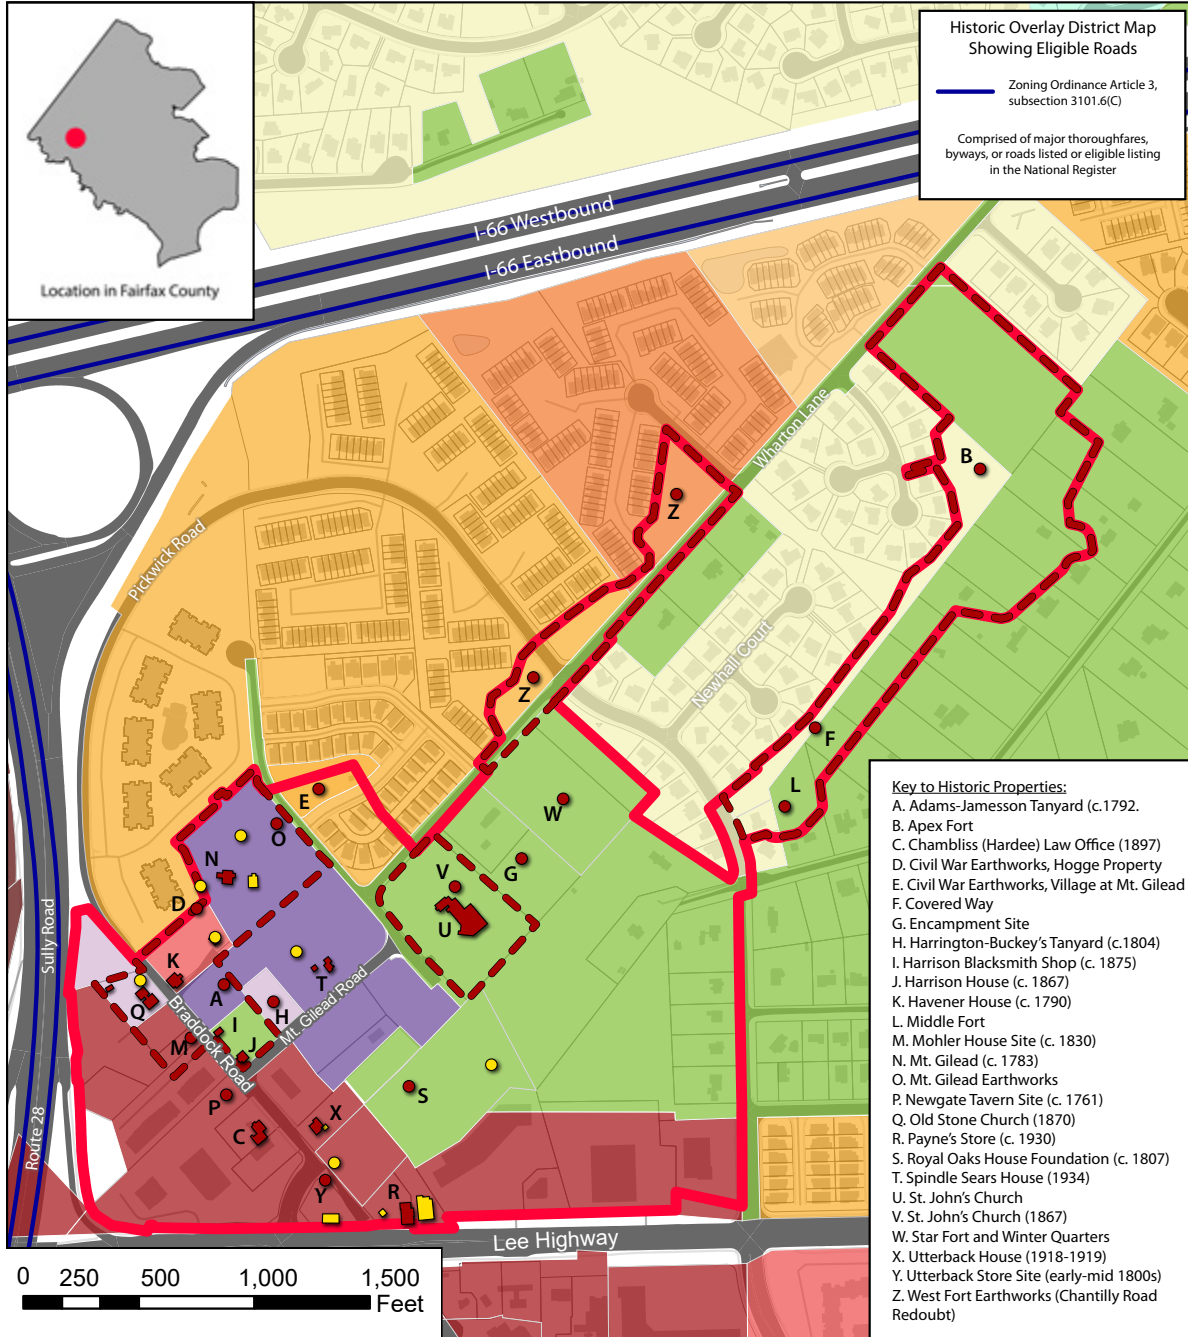 Location in Fairfax County
Historic Overlay District Map
Showing Eligible Roads
Zoning Ordinance Article 3,
subsection 3101.6(C)
Comprised of major thoroughfares,
byways, or roads listed or eligible listing
in the National Register
I-66 Westbound
I-66 Eastbound
Wharton Lane
Pickwick Road
Newhall Court
Sully Road
Route 28
Braddock Road
Mt. Gilead Road
Lee Highway
B
Z
Z
F
L
E
W
O
N
G
V
U
D
K
T
A
H
Q
I
M
J
P
S
X
C
Y
R
Key to Historic Properties:
A. Adams-Jamesson Tanyard (c.1792.
B. Apex Fort
C. Chambliss (Hardee) Law Office (1897)
D. Civil War Earthworks, Hogge Property
E. Civil War Earthworks, Village at Mt. Gilead
F. Covered Way
G. Encampment Site
H. Harrington-Buckey's Tanyard (c.1804)
I. Harrison Blacksmith Shop (c. 1875)
J. Harrison House (c. 1867)
K. Havener House (c. 1790)
L. Middle Fort
M. Mohler House Site (c. 1830)
N. Mt. Gilead (c. 1783)
O. Mt. Gilead Earthworks
P. Newgate Tavern Site (c. 1761)
Q. Old Stone Church (1870)
R. Payne's Store (c. 1930)
S. Royal Oaks House Foundation (c. 1807)
T. Spindle Sears House (1934)
U. St. John's Church
V. St. John's Church (1867)
W. Star Fort and Winter Quarters
X. Utterback House (1918-1919)
Y. Utterback Store Site (early-mid 1800s)
Z. West Fort Earthworks (Chantilly Road
Redoubt)
0 250 500 1,000 1,500
Feet